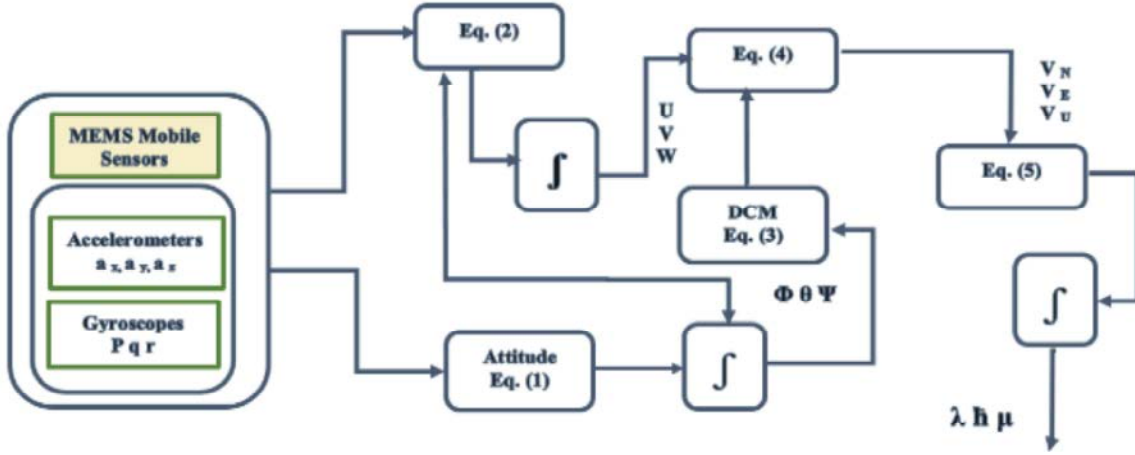 MEMS Mobile
Sensors
Accelerometers
a x, a y, a z
Gyroscopes
P q r
Eq. (2)
∫
U
V
W
Eq. (4)
V N
V E
V U
Eq. (5)
DCM
Eq. (3)
Φ θ Ψ
Attitude
Eq. (1)
∫
∫
λ ħ μ